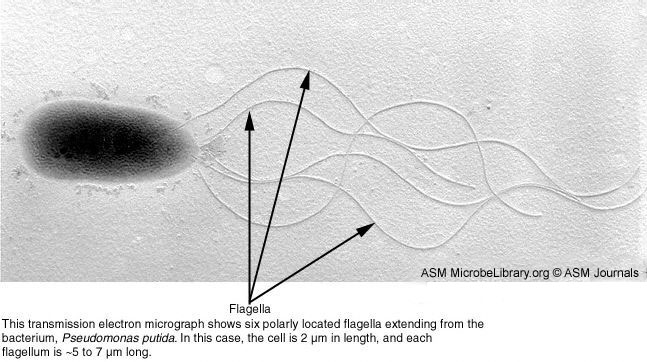 ASM MicrobeLibrary.org © ASM Journals
Flagella
This transmission electron micrograph shows six polarly located flagella extending from the
bacterium, Pseudomonas putida. In this case, the cell is 2 µm in length, and each
flagellum is ~5 to 7 µm long.